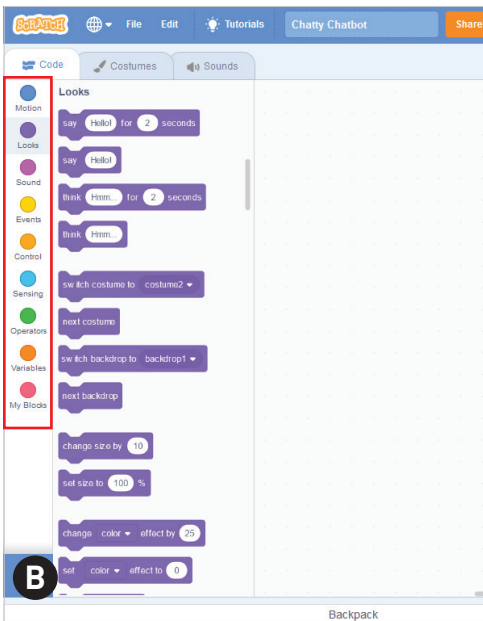 SCRATCH File Edit Tutorials Chatty Chatbot Share
Code Costumes Sounds
Motion
Looks
Sound
Events
Control
Sensing
Operators
Variables
My Blocks
Looks
say Hello! for 2 seconds
say Hello!
think Hmm... for 2 seconds
think Hmm...
switch costume to costume2
next costume
switch backdrop to backdrop1
next backdrop
change size by 10
set size to 100 %
change color effect by 25
set color effect to 0
B
Backpack